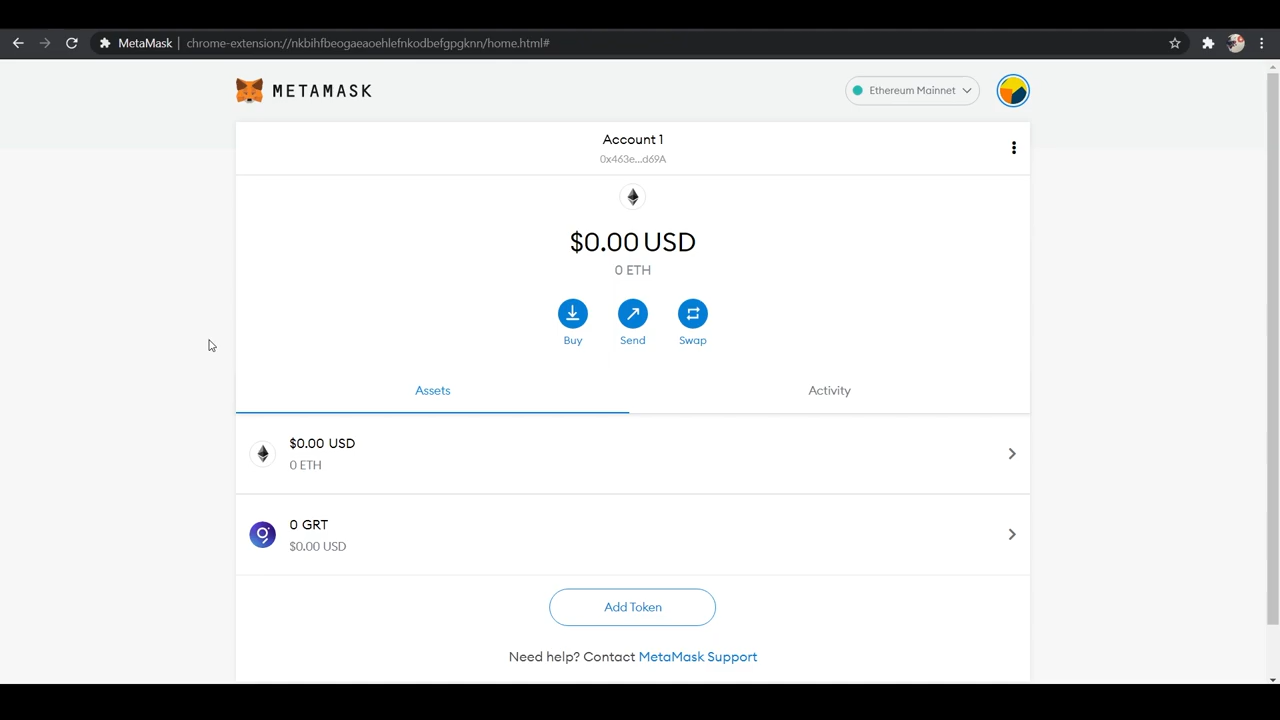 MetaMask | chrome-extension://nkbihfbeogaeaoehlefnkodbefgpgknn/home.html#
METAMASK
Ethereum Mainnet
Account 1
0x463e...d69A
$0.00 USD
0 ETH
Buy Send Swap
Assets Activity
$0.00 USD
0 ETH
0 GRT
$0.00 USD
Add Token
Need help? Contact MetaMask Support